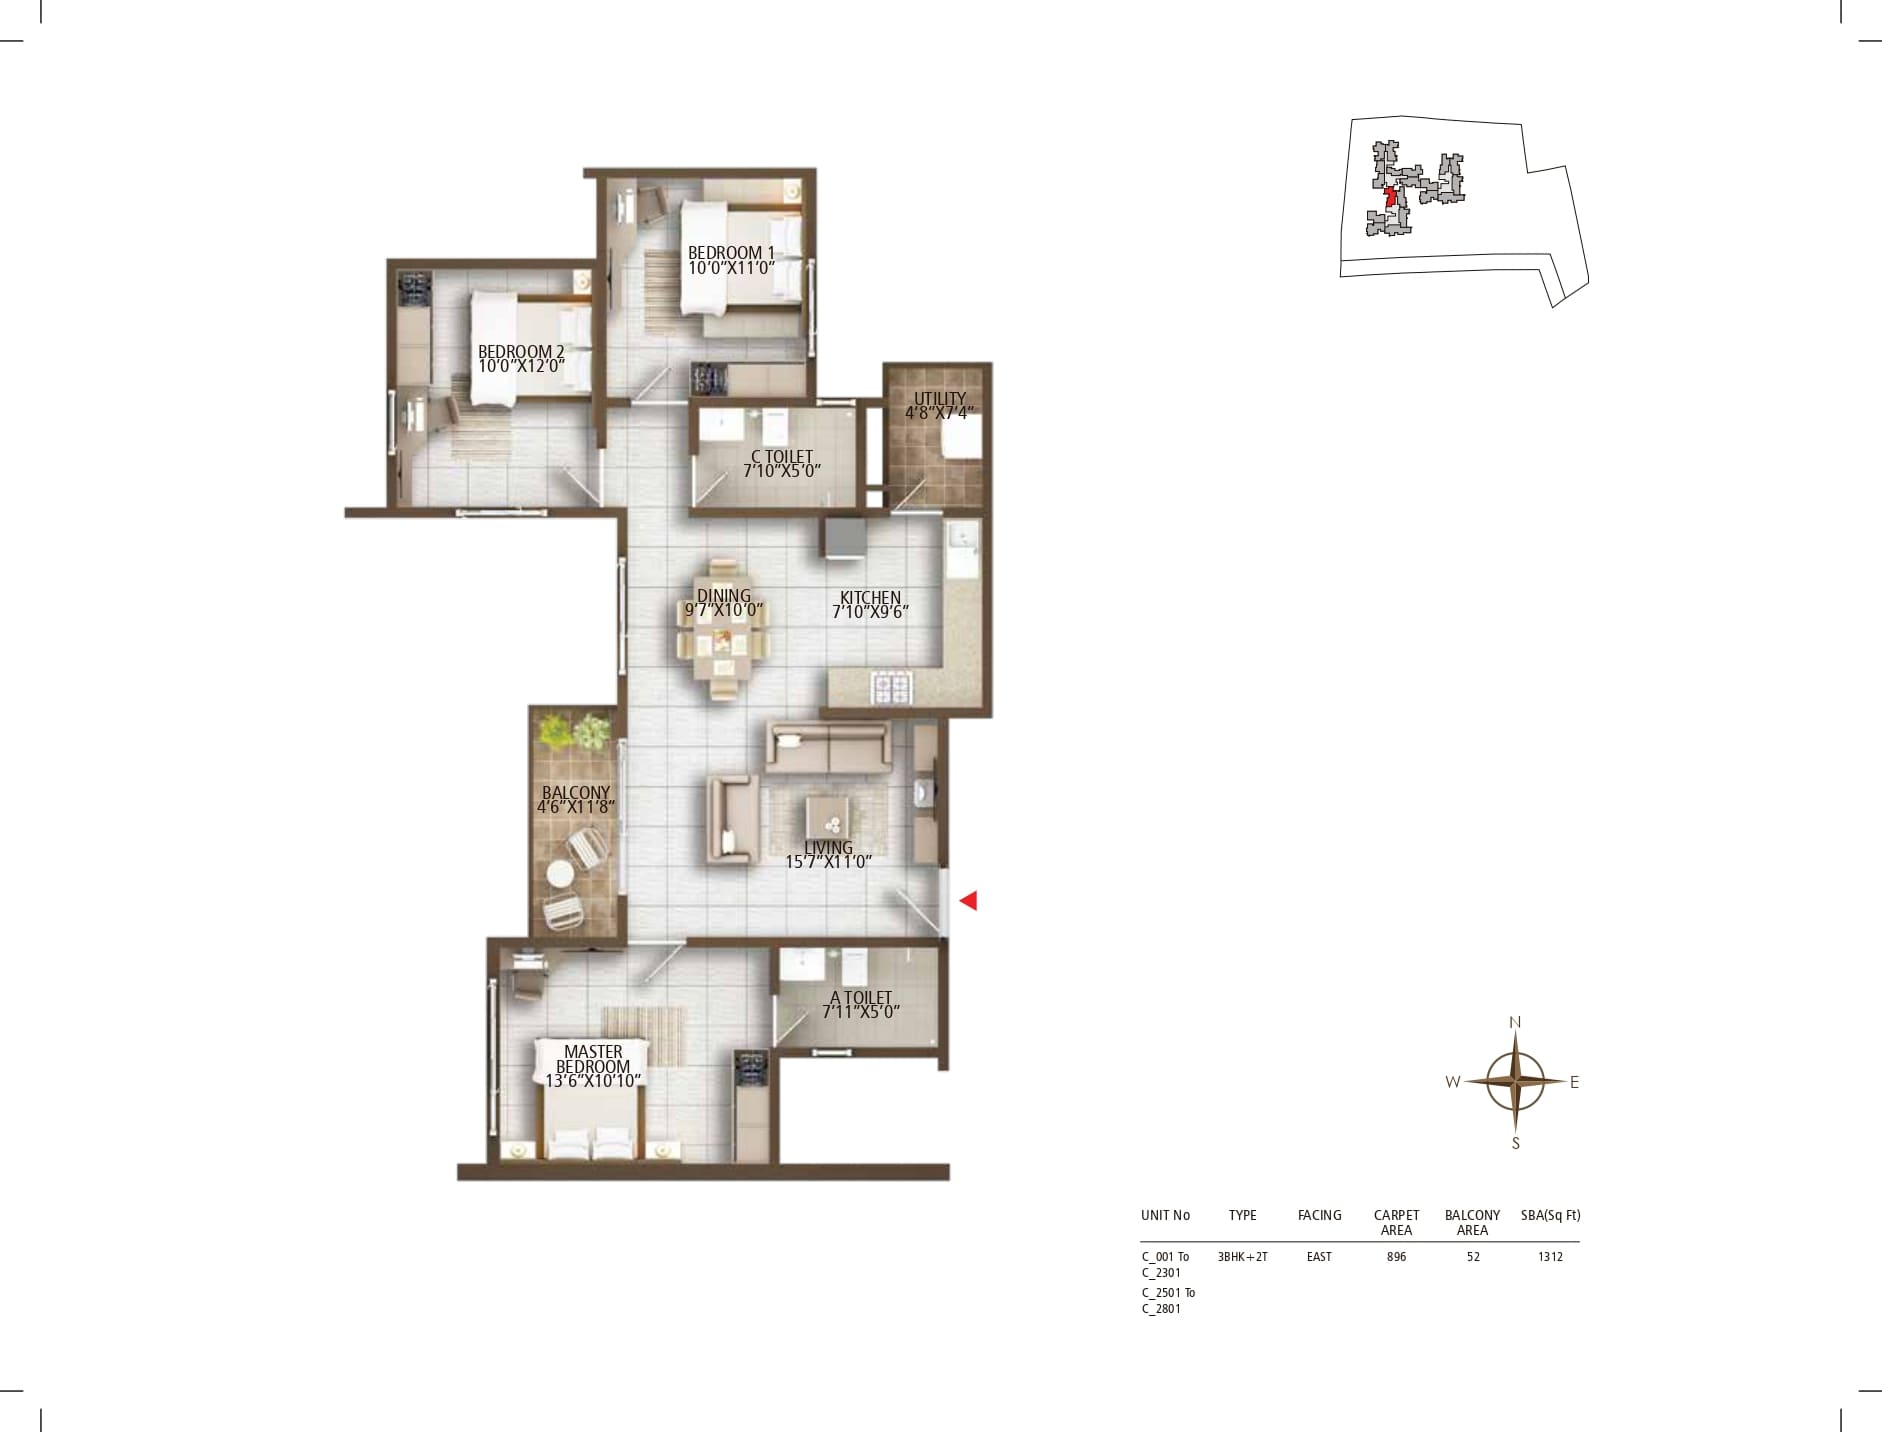 BEDROOM 1
10'0"X11'0"
BEDROOM 2
10'0"X12'0"
UTILITY
4'8"X7'4"
C TOILET
7'10"X5'0"
DINING
9'7"X10'0"
KITCHEN
7'10"X9'6"
BALCONY
4'6"X11'8"
LIVING
15'7"X11'0"
A TOILET
7'11"X5'0"
MASTER
BEDROOM
13'6"X10'10"
N
W E
S
UNIT No TYPE FACING CARPET AREA BALCONY AREA SBA(Sq Ft)
C_001 To 3BHK+2T EAST 896 52 1312
C_2301
C_2501 To
C_2801